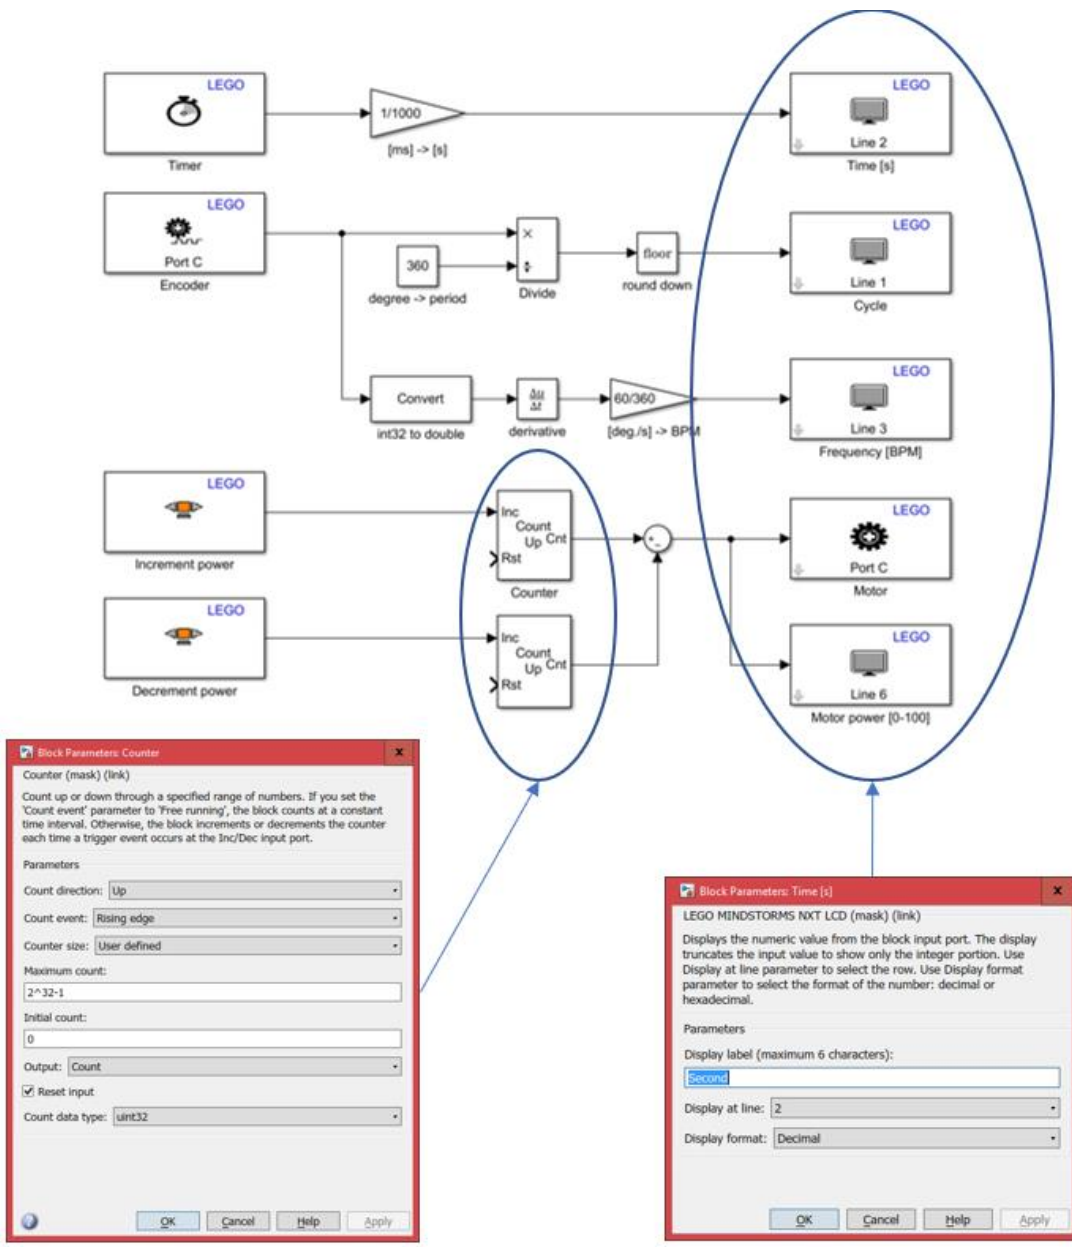 LEGO
Timer
1/1000
[ms] -> [s]
LEGO
Line 2
Time [s]
LEGO
Port C
Encoder
360
degree -> period
×
÷
Divide
floor
round down
LEGO
Line 1
Cycle
Convert
int32 to double
Δu
Δt
derivative
60/360
[deg./s] -> BPM
LEGO
Line 3
Frequency [BPM]
LEGO
Increment power
Inc
Count
Up
Cnt
Rst
Counter
+
-
LEGO
Port C
Motor
LEGO
Decrement power
Inc
Count
Up
Cnt
Rst
LEGO
Line 6
Motor power [0-100]
Block Parameters: Counter
x
Counter (mask) (link)
Count up or down through a specified range of numbers. If you set the
'Count event' parameter to 'Free running', the block counts at a constant
time interval. Otherwise, the block increments or decrements the counter
each time a trigger event occurs at the Inc/Dec input port.
Parameters
Count direction: Up
Count event: Rising edge
Counter size: User defined
Maximum count:
2^32-1
Initial count:
0
Output: Count
Reset input
Count data type: uint32
?
OK Cancel Help Apply
Block Parameters: Time [s]
x
LEGO MINDSTORMS NXT LCD (mask) (link)
Displays the numeric value from the block input port. The display
truncates the input value to show only the integer portion. Use
Display at line parameter to select the row. Use Display format
parameter to select the format of the number: decimal or
hexadecimal.
Parameters
Display label (maximum 6 characters):
Second
Display at line: 2
Display format: Decimal
OK Cancel Help Apply